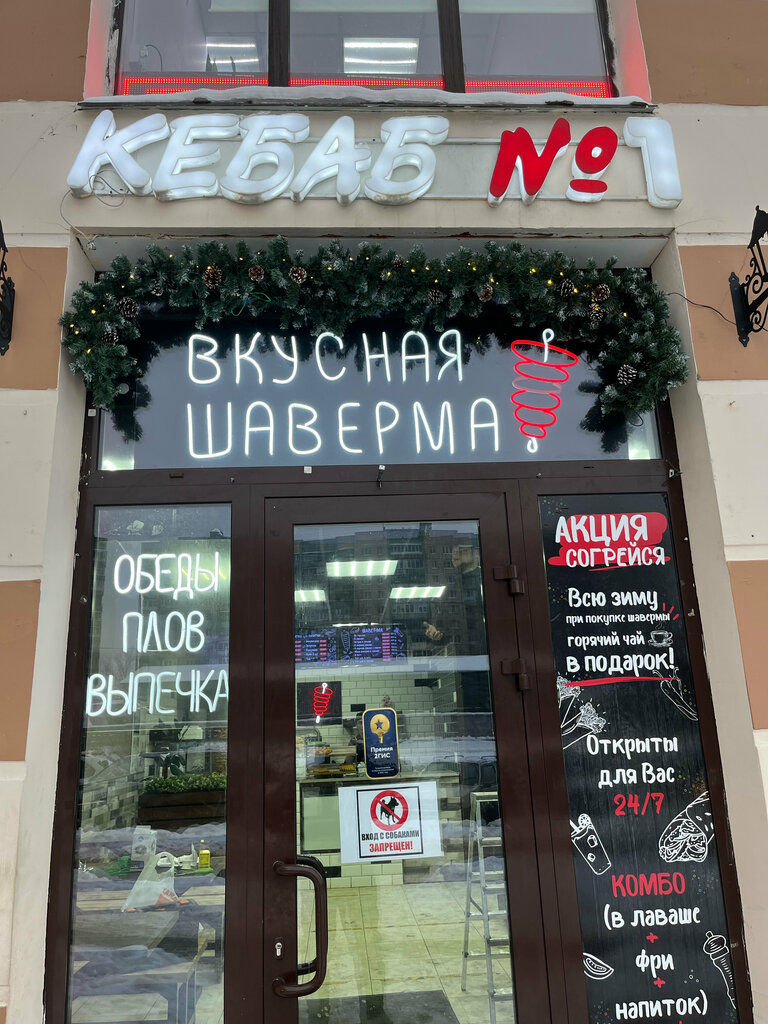 КЕБАБ №1
ВКУСНАЯ
ШАВЕРМА
ОБЕДЫ
ПЛОВ
ВЫПЕЧКА
Премия
2ГИС
ВХОД С СОБАКАМИ
ЗАПРЕЩЕН!
АКЦИЯ
СОГРЕЙСЯ
Всю зиму
при покупке шавермы
горячий чай
в подарок!
Открыты
для Вас
24/7
КОМБО
(в лаваше
+
фри
+
напиток)